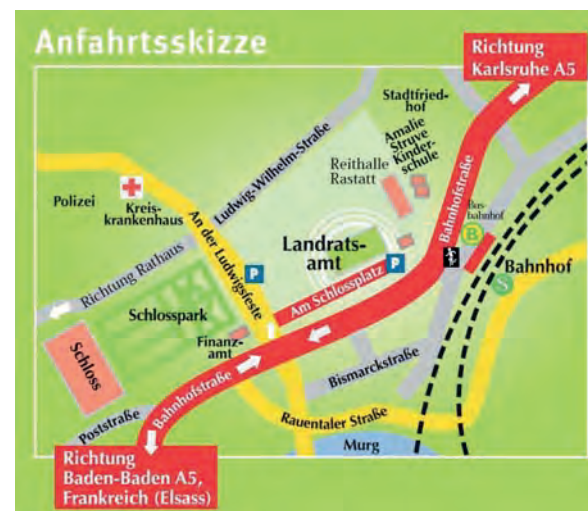 Anfahrtsskizze
Richtung
Karlsruhe A5
Stadtfried-
hof
Amalie
Struve
Kinder-
schule
Reithalle
Rastatt
Ludwig-Wilhelm-Straße
Bahnhofstraße
Polizei
Kreis-
krankenhaus
An der Ludwigsfeste
Bus-
bahnhof
B
Landrats-
amt
P
P
Bahnhof
S
Richtung Rathaus
Am Schlossplatz
Schlosspark
Schloss
Finanz-
amt
Bismarckstraße
Bahnhofstraße
Rauentaler Straße
Poststraße
Murg
Richtung
Baden-Baden A5,
Frankreich (Elsass)